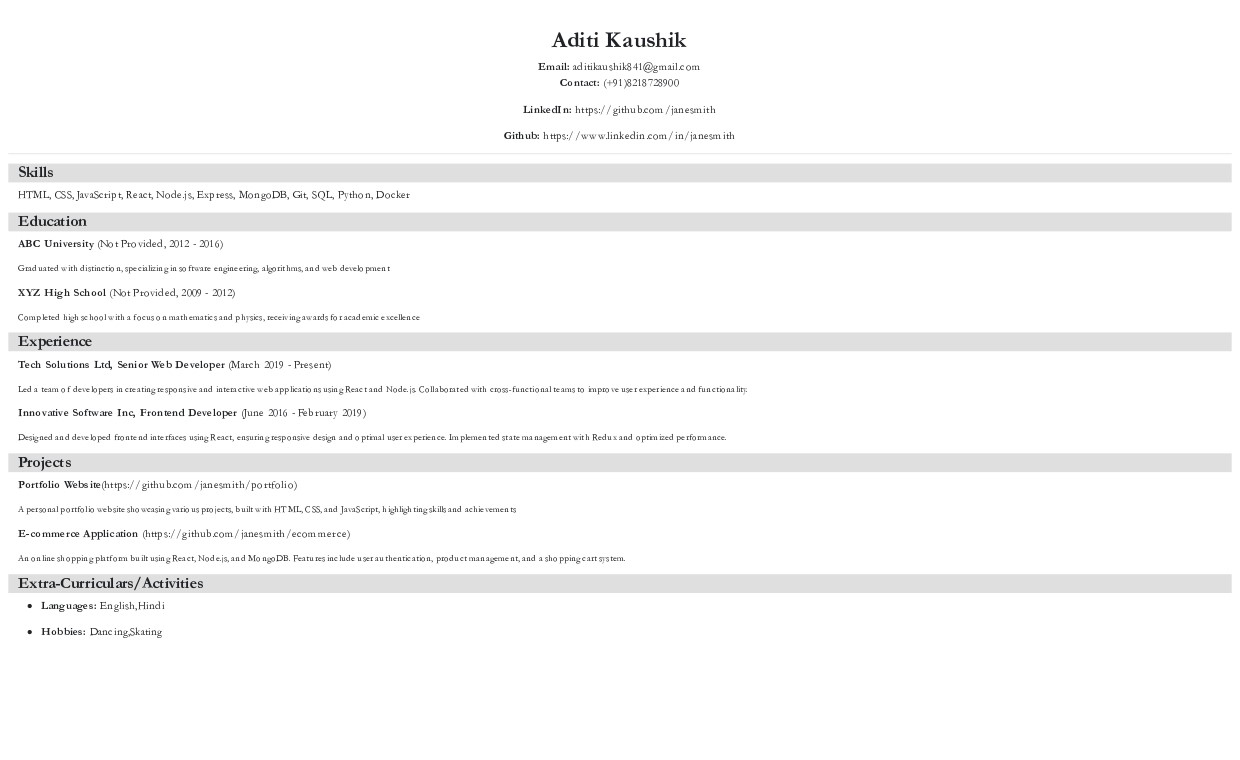 Aditi Kaushik
Email: aditikaushik841@gmail.com
Contact: (+91)8218728900
LinkedIn: https://github.com/janesmith
Github: https://www.linkedin.com/in/janesmith
Skills
HTML, CSS, JavaScript, React, Node.js, Express, MongoDB, Git, SQL, Python, Docker
Education
ABC University (Not Provided, 2012 - 2016)
Graduated with distinction, specializing in software engineering, algorithms, and web development
XYZ High School (Not Provided, 2009 - 2012)
Completed high school with a focus on mathematics and physics, receiving awards for academic excellence
Experience
Tech Solutions Ltd, Senior Web Developer (March 2019 - Present)
Led a team of developers in creating responsive and interactive web applications using React and Node.js. Collaborated with cross-functional teams to improve user experience and functionality.
Innovative Software Inc, Frontend Developer (June 2016 - February 2019)
Designed and developed frontend interfaces using React, ensuring responsive design and optimal user experience. Implemented state management with Redux and optimized performance.
Projects
Portfolio Website(https://github.com/janesmith/portfolio)
A personal portfolio website showcasing various projects, built with HTML, CSS, and JavaScript, highlighting skills and achievements
E-commerce Application (https://github.com/janesmith/ecommerce)
An online shopping platform built using React, Node.js, and MongoDB. Features include user authentication, product management, and a shopping cart system.
Extra-Curriculars/Activities
• Languages: English,Hindi
• Hobbies: Dancing,Skating